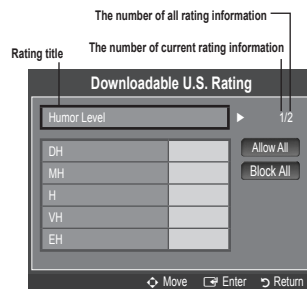 The number of all rating information
The number of current rating information
Rating title
Downloadable U.S. Rating
Humor Level ▶ 1/2
DH
MH
H
VH
EH
Allow All
Block All
Move Enter Return